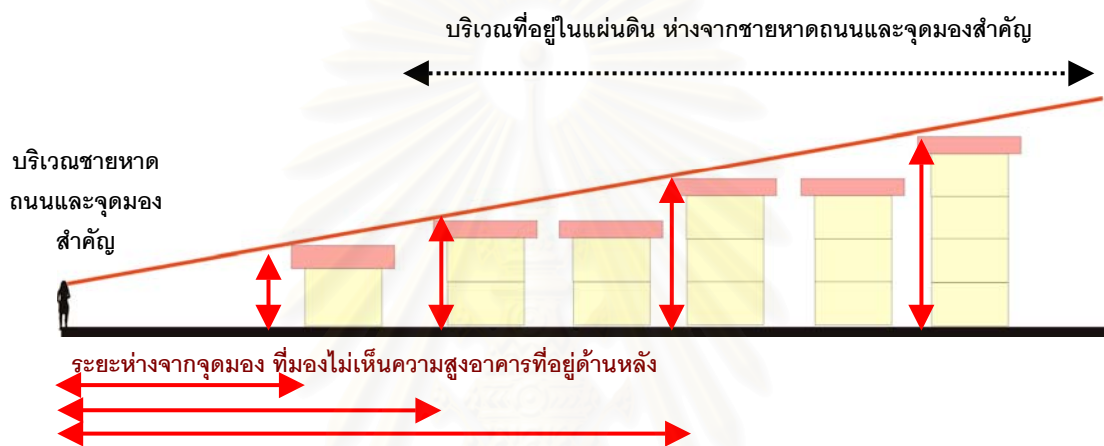 บริเวณที่อยู่ในแผ่นดิน ห่างจากชายหาดถนนและจุดมองสำคัญ
บริเวณชายหาด
ถนนและจุดมอง
สำคัญ
ระยะห่างจากจุดมอง ที่มองไม่เห็นความสูงอาคารที่อยู่ด้านหลัง